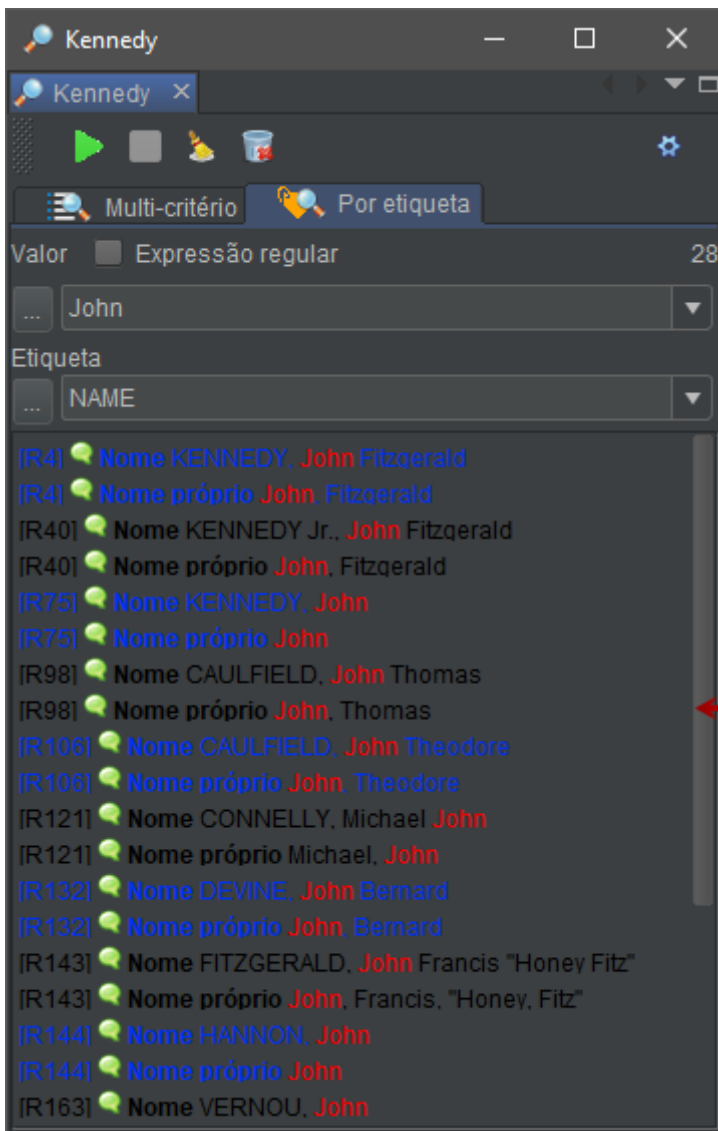 Kennedy
Kennedy
Multi-critério Por etiqueta
Valor Expressão regular 28
... John
Etiqueta
... NAME
[R4] Nome KENNEDY, John Fitzgerald
[R4] Nome próprio John, Fitzgerald
[R40] Nome KENNEDY Jr., John Fitzgerald
[R40] Nome próprio John, Fitzgerald
[R75] Nome KENNEDY, John
[R75] Nome próprio John
[R98] Nome CAULFIELD, John Thomas
[R98] Nome próprio John, Thomas
[R106] Nome CAULFIELD, John Theodore
[R106] Nome próprio John, Theodore
[R121] Nome CONNELLY, Michael John
[R121] Nome próprio Michael, John
[R132] Nome DEVINE, John Bernard
[R132] Nome próprio John, Bernard
[R143] Nome FITZGERALD, John Francis "Honey Fitz"
[R143] Nome próprio John, Francis, "Honey, Fitz"
[R144] Nome HANNON, John
[R144] Nome próprio John
[R163] Nome VERNOU, John